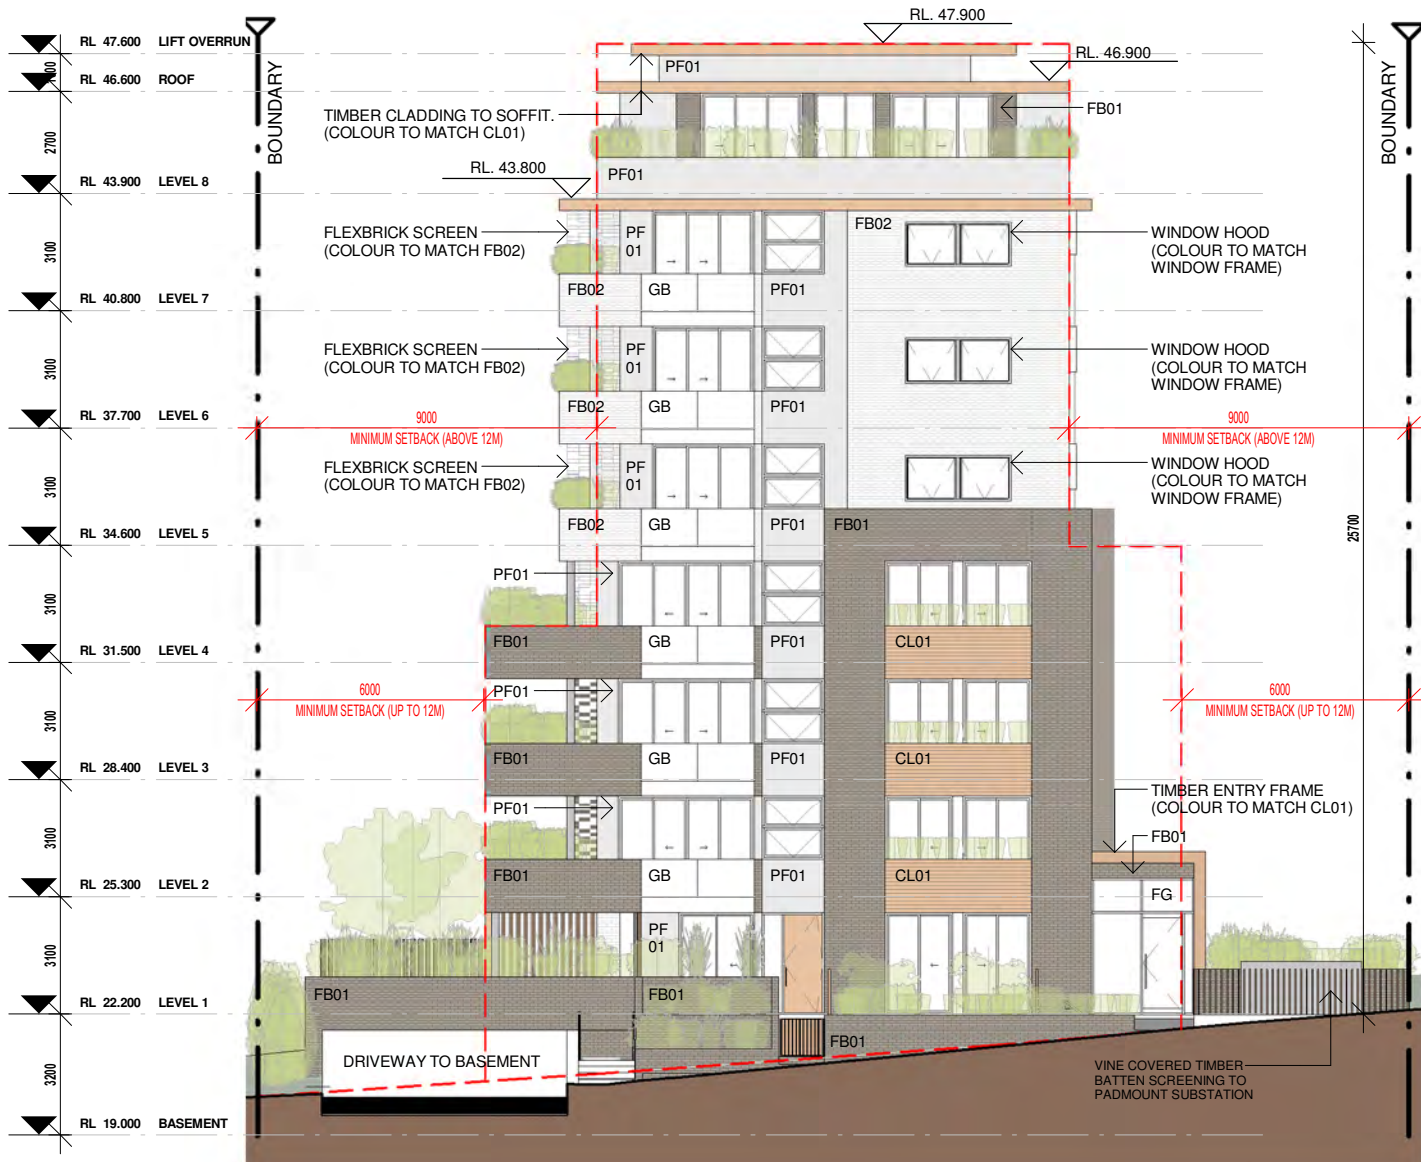 RL. 47.900
RL 47.600 LIFT OVERRUN
RL. 46.900
PF01
RL 46.600 ROOF
BOUNDARY
BOUNDARY
TIMBER CLADDING TO SOFFIT.
(COLOUR TO MATCH CL01)
FB01
2700
RL. 43.800
PF01
RL 43.900 LEVEL 8
FB02
FLEXBRICK SCREEN
(COLOUR TO MATCH FB02)
PF
01
WINDOW HOOD
(COLOUR TO MATCH
WINDOW FRAME)
3100
RL 40.800 LEVEL 7
FB02 GB PF01
FLEXBRICK SCREEN
(COLOUR TO MATCH FB02)
PF
01
WINDOW HOOD
(COLOUR TO MATCH
WINDOW FRAME)
3100
RL 37.700 LEVEL 6
FB02 GB PF01
9000
MINIMUM SETBACK (ABOVE 12M)
9000
MINIMUM SETBACK (ABOVE 12M)
FLEXBRICK SCREEN
(COLOUR TO MATCH FB02)
PF
01
WINDOW HOOD
(COLOUR TO MATCH
WINDOW FRAME)
3100
RL 34.600 LEVEL 5
FB02 GB PF01 FB01
25700
PF01
3100
RL 31.500 LEVEL 4
FB01 GB PF01 CL01
6000
MINIMUM SETBACK (UP TO 12M)
PF01
6000
MINIMUM SETBACK (UP TO 12M)
3100
RL 28.400 LEVEL 3
FB01 GB PF01 CL01
PF01
TIMBER ENTRY FRAME
(COLOUR TO MATCH CL01)
FB01
3100
RL 25.300 LEVEL 2
FB01 GB PF01 CL01
FG
PF
01
3100
RL 22.200 LEVEL 1
FB01 FB01
FB01
DRIVEWAY TO BASEMENT
3200
VINE COVERED TIMBER
BATTEN SCREENING TO
PADMOUNT SUBSTATION
RL 19.000 BASEMENT